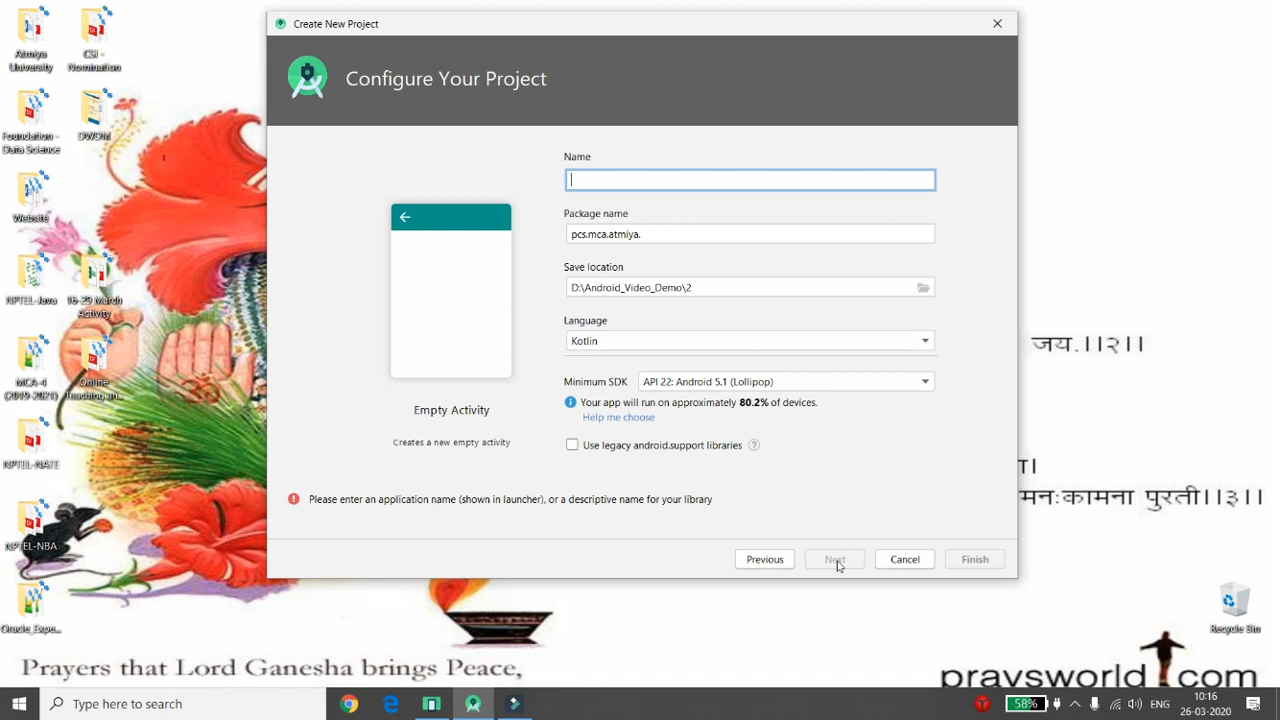 Atmiya
University
CSI -
Nomination
Foundation -
Data Science
DWDM
Website
NPTEL-Java
16-29 March
Activity
MCA-4
(2019-2021)
Online
Teaching an...
NPTEL-NATE
NPTEL-NBA
Oracle_Expe...
Create New Project
Configure Your Project
Name
Package name
pcs.mca.atmiya.
Save location
D:\Android_Video_Demo\2
Language
Kotlin
Minimum SDK
API 22: Android 5.1 (Lollipop)
Your app will run on approximately 80.2% of devices.
Help me choose
Use legacy android.support libraries ?
Empty Activity
Creates a new empty activity
Please enter an application name (shown in launcher), or a descriptive name for your library
Previous
Next
Cancel
Finish
जय.||२||
मनःकामना पुरती||३||
Recycle Bin
Prayers that Lord Ganesha brings Peace,
praysworld.com
Type here to search
58%
ENG
10:16
26-03-2020